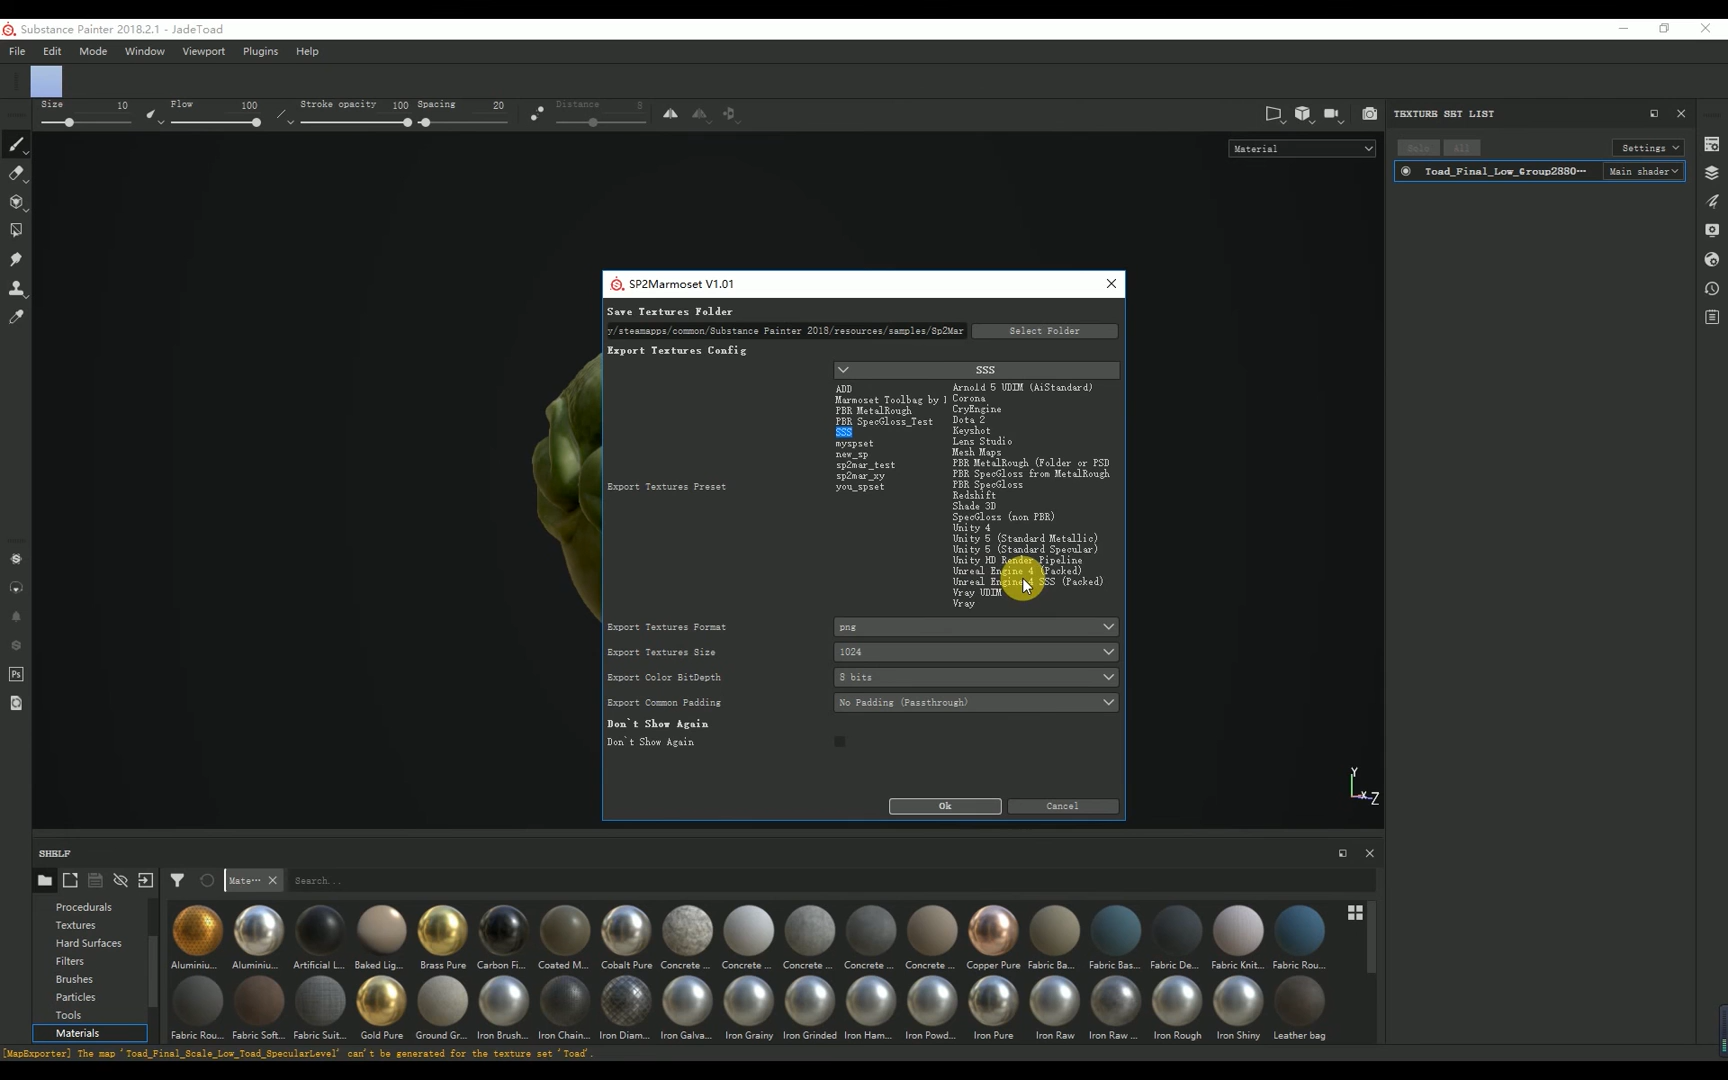 Substance Painter 2018.2.1 - JadeToad
File Edit Mode Window Viewport Plugins Help
Size 10 Flow 100 Stroke opacity 100 Spacing 20 Distance 8
TEXTURE SET LIST
Material
Solo All Settings
Toad_Final_Low_Group2880··· Main shader
SP2Marmoset V1.01
Save Textures Folder
y/steamapps/common/Substance Painter 2018/resources/samples/Sp2Mar Select Folder
Export Textures Config
SSS
ADD
Marmoset Toolbag by
PBR MetalRough
PBR SpecGloss_Test
SSS
myspset
new_sp
sp2mar_test
sp2mar_xy
you_spset
Arnold 5 UDIM (AiStandard)
Corona
CryEngine
Dota 2
Keyshot
Lens Studio
Mesh Maps
PBR MetalRough (Folder or PSD
PBR SpecGloss from MetalRough
PBR SpecGloss
Redshift
Shade 3D
SpecGloss (non PBR)
Unity 4
Unity 5 (Standard Metallic)
Unity 5 (Standard Specular)
Unity HD Render Pipeline
Unreal Engine 4 (Packed)
Unreal Engine 4 SSS (Packed)
Vray UDIM
Vray
Export Textures Preset
Export Textures Format png
Export Textures Size 1024
Export Color BitDepth 8 bits
Export Common Padding No Padding (Passthrough)
Don`t Show Again
Don`t Show Again
Ok Cancel
Y
X Z
SHELF
Mate··· Search...
Procedurals
Textures
Hard Surfaces
Filters
Brushes
Particles
Tools
Materials
Ps
Aluminiu... Aluminiu... Artificial L... Baked Lig... Brass Pure Carbon Fi... Coated M... Cobalt Pure Concrete ... Concrete ... Concrete ... Concrete ... Concrete ... Copper Pure Fabric Ba... Fabric Bas... Fabric De... Fabric Knit... Fabric Rou...
Fabric Rou... Fabric Soft... Fabric Suit... Gold Pure Ground Gr... Iron Brush... Iron Chain... Iron Diam... Iron Galva... Iron Grainy Iron Grinded Iron Ham... Iron Powd... Iron Pure Iron Raw Iron Raw ... Iron Rough Iron Shiny Leather bag
[MapExporter] The map 'Toad_Final_Scale_Low_Toad_SpecularLevel' can't be generated for the texture set 'Toad'.